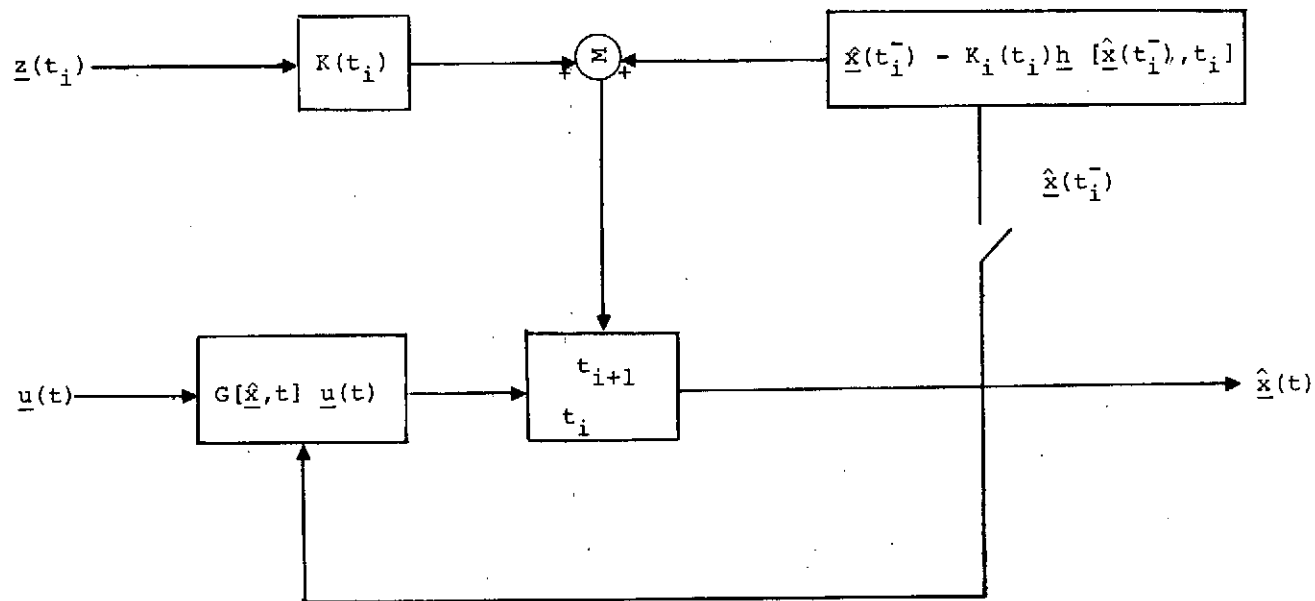 z(t_i)
K(t_i)
Σ
+ +
x̂(t_i^-) - K_i(t_i)h [x̂(t_i^-),t_i]
x̂(t_i^-)
u(t)
G[x̂,t] u(t)
t_{i+1}
t_i
x̂(t)